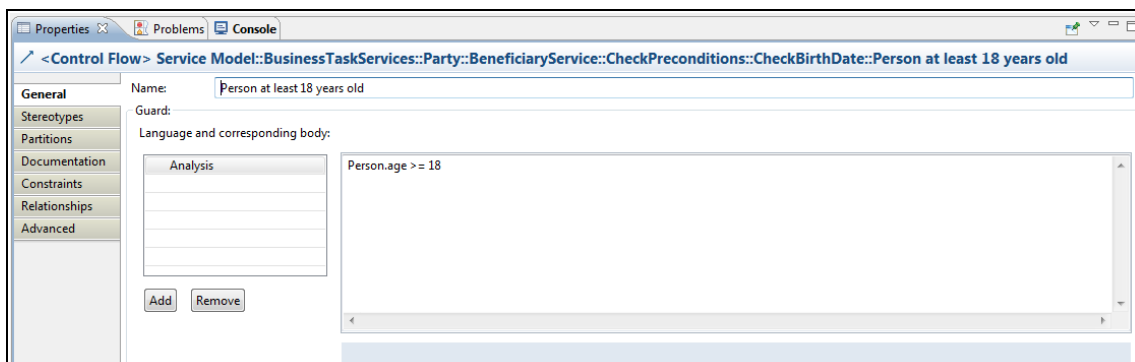 Properties Problems Console
<Control Flow> Service Model::BusinessTaskServices::Party::BeneficiaryService::CheckPreconditions::CheckBirthDate::Person at least 18 years old
General
Name: Person at least 18 years old
Stereotypes
Guard:
Partitions
Language and corresponding body:
Documentation
Analysis
Person.age >= 18
Constraints
Relationships
Advanced
Add Remove